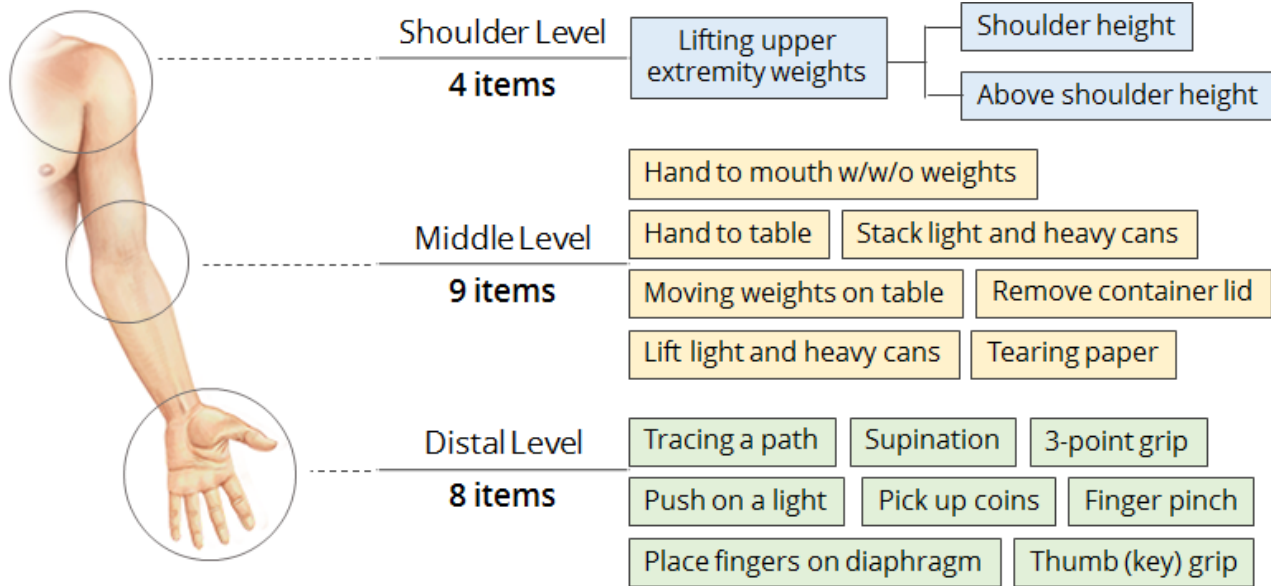 Shoulder Level
4 items
Lifting upper
extremity weights
Shoulder height
Above shoulder height
Middle Level
9 items
Hand to mouth w/w/o weights
Hand to table
Stack light and heavy cans
Moving weights on table
Remove container lid
Lift light and heavy cans
Tearing paper
Distal Level
8 items
Tracing a path
Supination
3-point grip
Push on a light
Pick up coins
Finger pinch
Place fingers on diaphragm
Thumb (key) grip